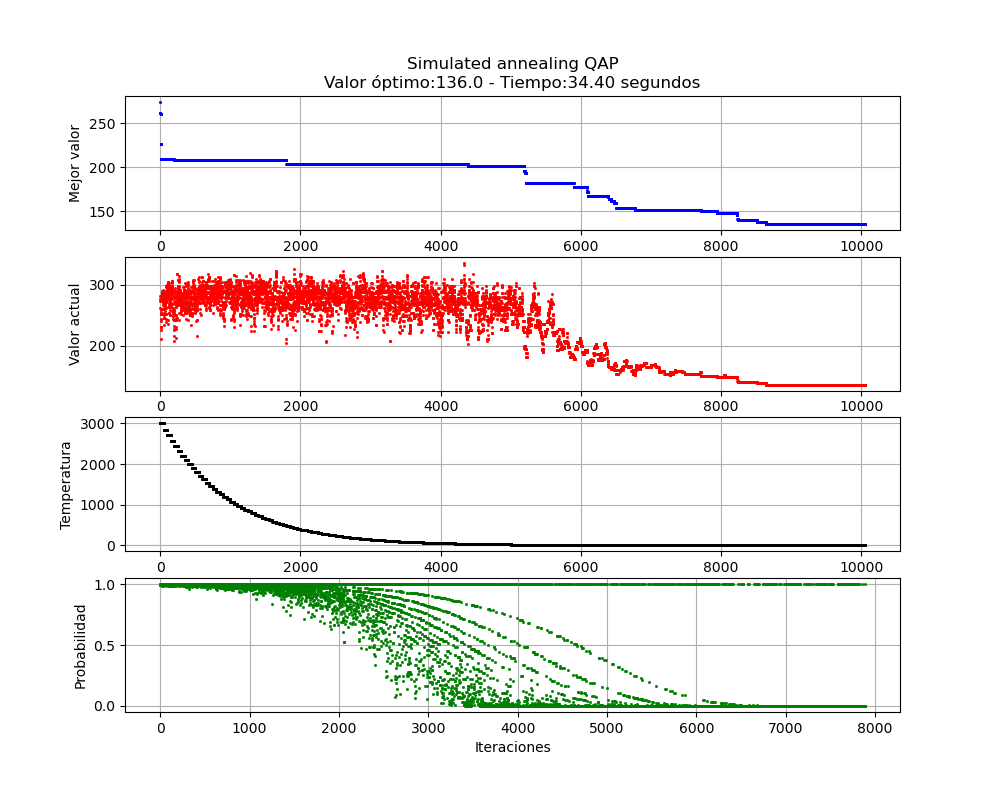 Simulated annealing QAP
Valor óptimo:136.0 - Tiempo:34.40 segundos
Mejor valor
250
200
150
0 2000 4000 6000 8000 10000
Valor actual
300
200
0 2000 4000 6000 8000 10000
Temperatura
3000
2000
1000
0
0 2000 4000 6000 8000 10000
Probabilidad
1.0
0.5
0.0
0 1000 2000 3000 4000 5000 6000 7000 8000
Iteraciones